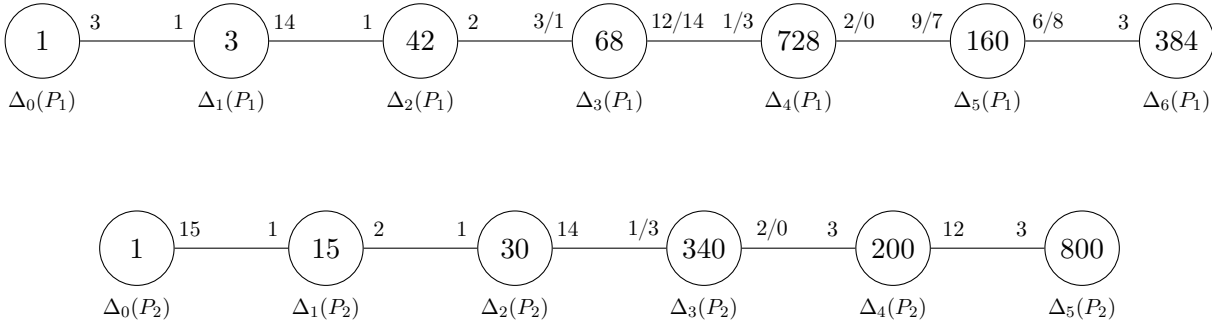 3 1 14 1 2 3/1 12/14 1/3 2/0 9/7 6/8 3
1 3 42 68 728 160 384
Δ₀(P₁) Δ₁(P₁) Δ₂(P₁) Δ₃(P₁) Δ₄(P₁) Δ₅(P₁) Δ₆(P₁)
15 1 2 1 14 1/3 2/0 3 12 3
1 15 30 340 200 800
Δ₀(P₂) Δ₁(P₂) Δ₂(P₂) Δ₃(P₂) Δ₄(P₂) Δ₅(P₂)